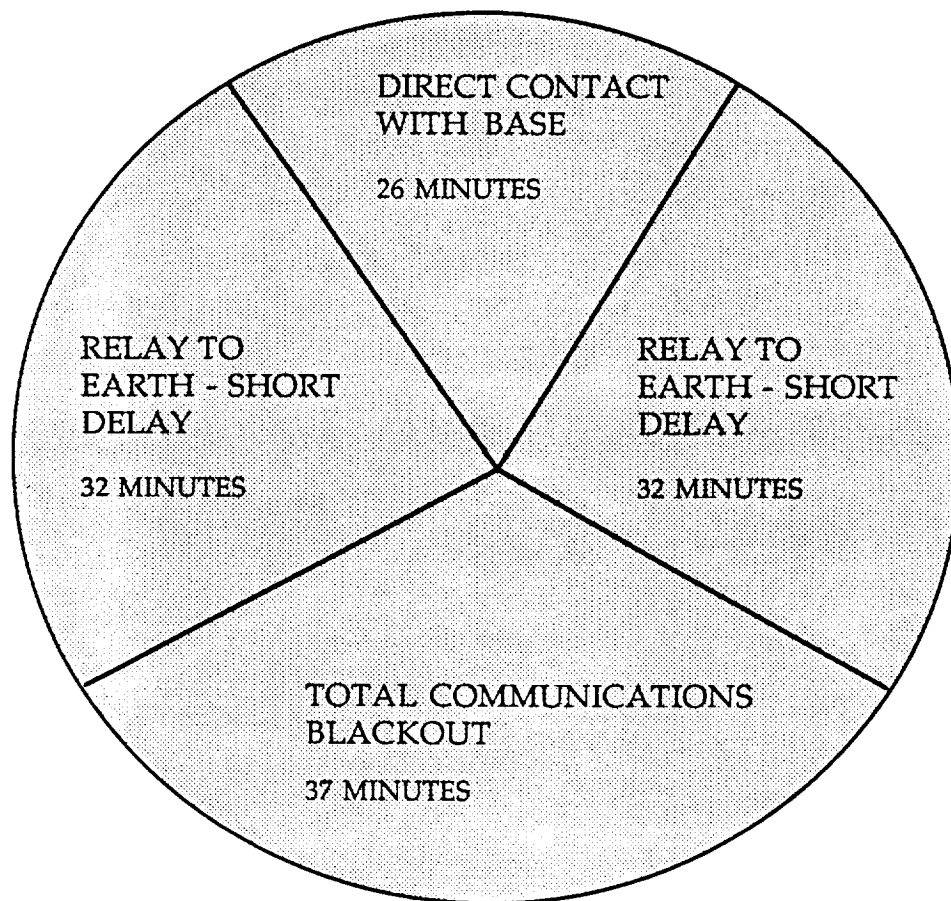 DIRECT CONTACT
WITH BASE
26 MINUTES
RELAY TO
EARTH - SHORT
DELAY
32 MINUTES
RELAY TO
EARTH - SHORT
DELAY
32 MINUTES
TOTAL COMMUNICATIONS
BLACKOUT
37 MINUTES